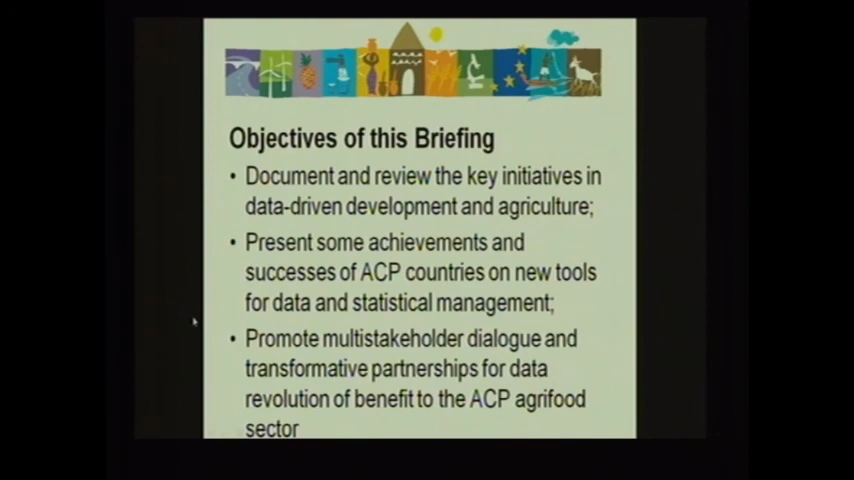 Objectives of this Briefing
• Document and review the key initiatives in
data-driven development and agriculture;
• Present some achievements and
successes of ACP countries on new tools
for data and statistical management;
• Promote multistakeholder dialogue and
transformative partnerships for data
revolution of benefit to the ACP agrifood
sector